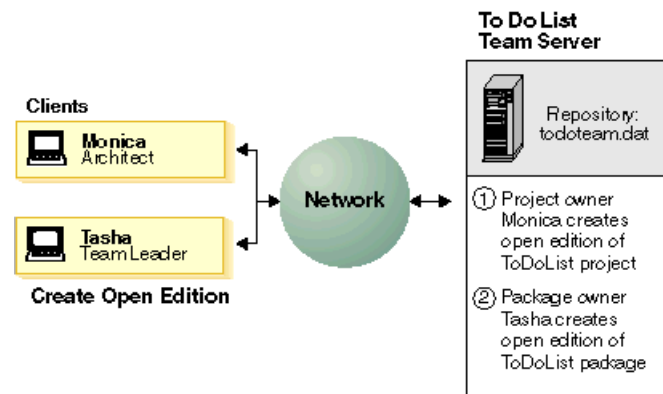 To Do List
Team Server
Clients
Monica
Architect
Tasha
Team Leader
Create Open Edition
Network
Repository:
todoteam.dat
1 Project owner
Monica creates
open edition of
ToDoList project
2 Package owner
Tasha creates
open edition of
ToDoList package